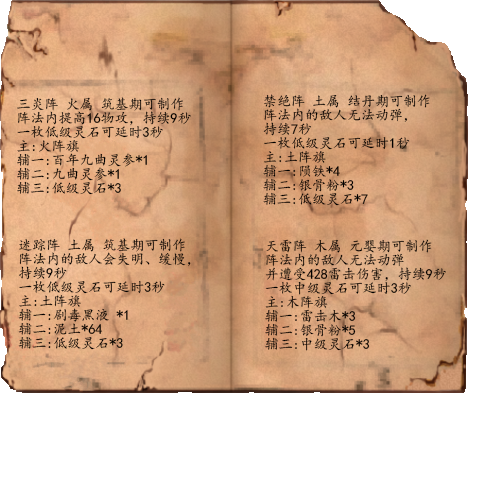 三炎阵 火属 筑基期可制作
阵法内提高16物攻，持续9秒
一枚低级灵石可延时3秒
主:火阵旗
辅一:百年九曲灵参*1
辅二:九曲灵参*1
辅三:低级灵石*3
迷踪阵 土属 筑基期可制作
阵法内的敌人会失明、缓慢，
持续9秒
一枚低级灵石可延时3秒
主:土阵旗
辅一:剧毒黑液 *1
辅二:泥土*64
辅三:低级灵石*3
禁绝阵 土属 结丹期可制作
阵法内的敌人无法动弹，
持续7秒
一枚低级灵石可延时1秒
主:土阵旗
辅一:陨铁*4
辅二:银骨粉*3
辅三:低级灵石*7
天雷阵 木属 元婴期可制作
阵法内的敌人无法动弹
并遭受428雷击伤害，持续9秒
一枚中级灵石可延时3秒
主:木阵旗
辅一:雷击木*3
辅二:银骨粉*5
辅三:中级灵石*3